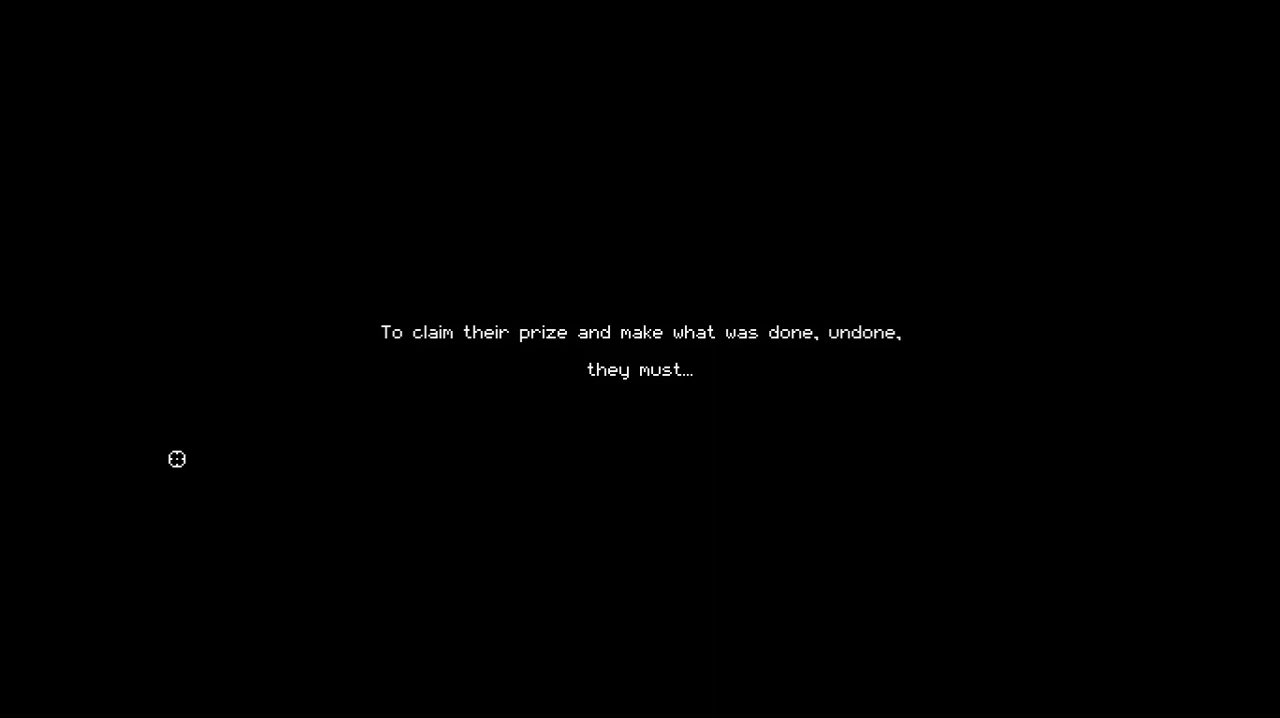 To claim their prize and make what was done, undone,
they must...